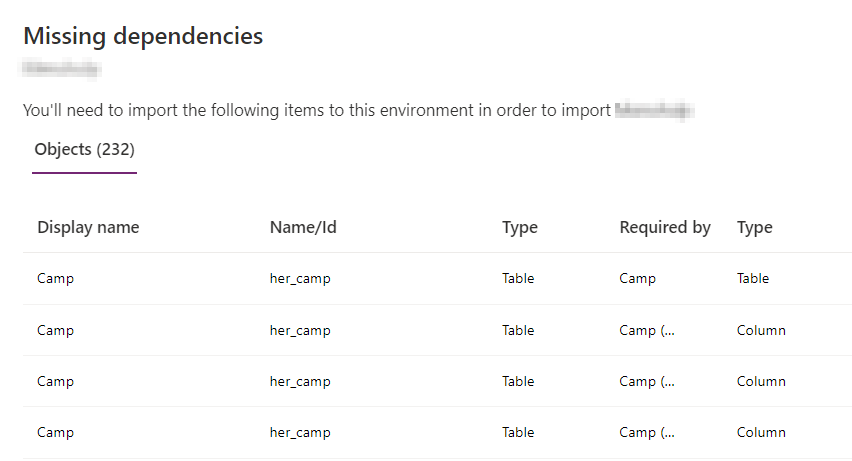 Missing dependencies
You'll need to import the following items to this environment in order to import
Objects (232)
Display name Name/Id Type Required by Type
Camp her_camp Table Camp Table
Camp her_camp Table Camp (... Column
Camp her_camp Table Camp (... Column
Camp her_camp Table Camp (... Column